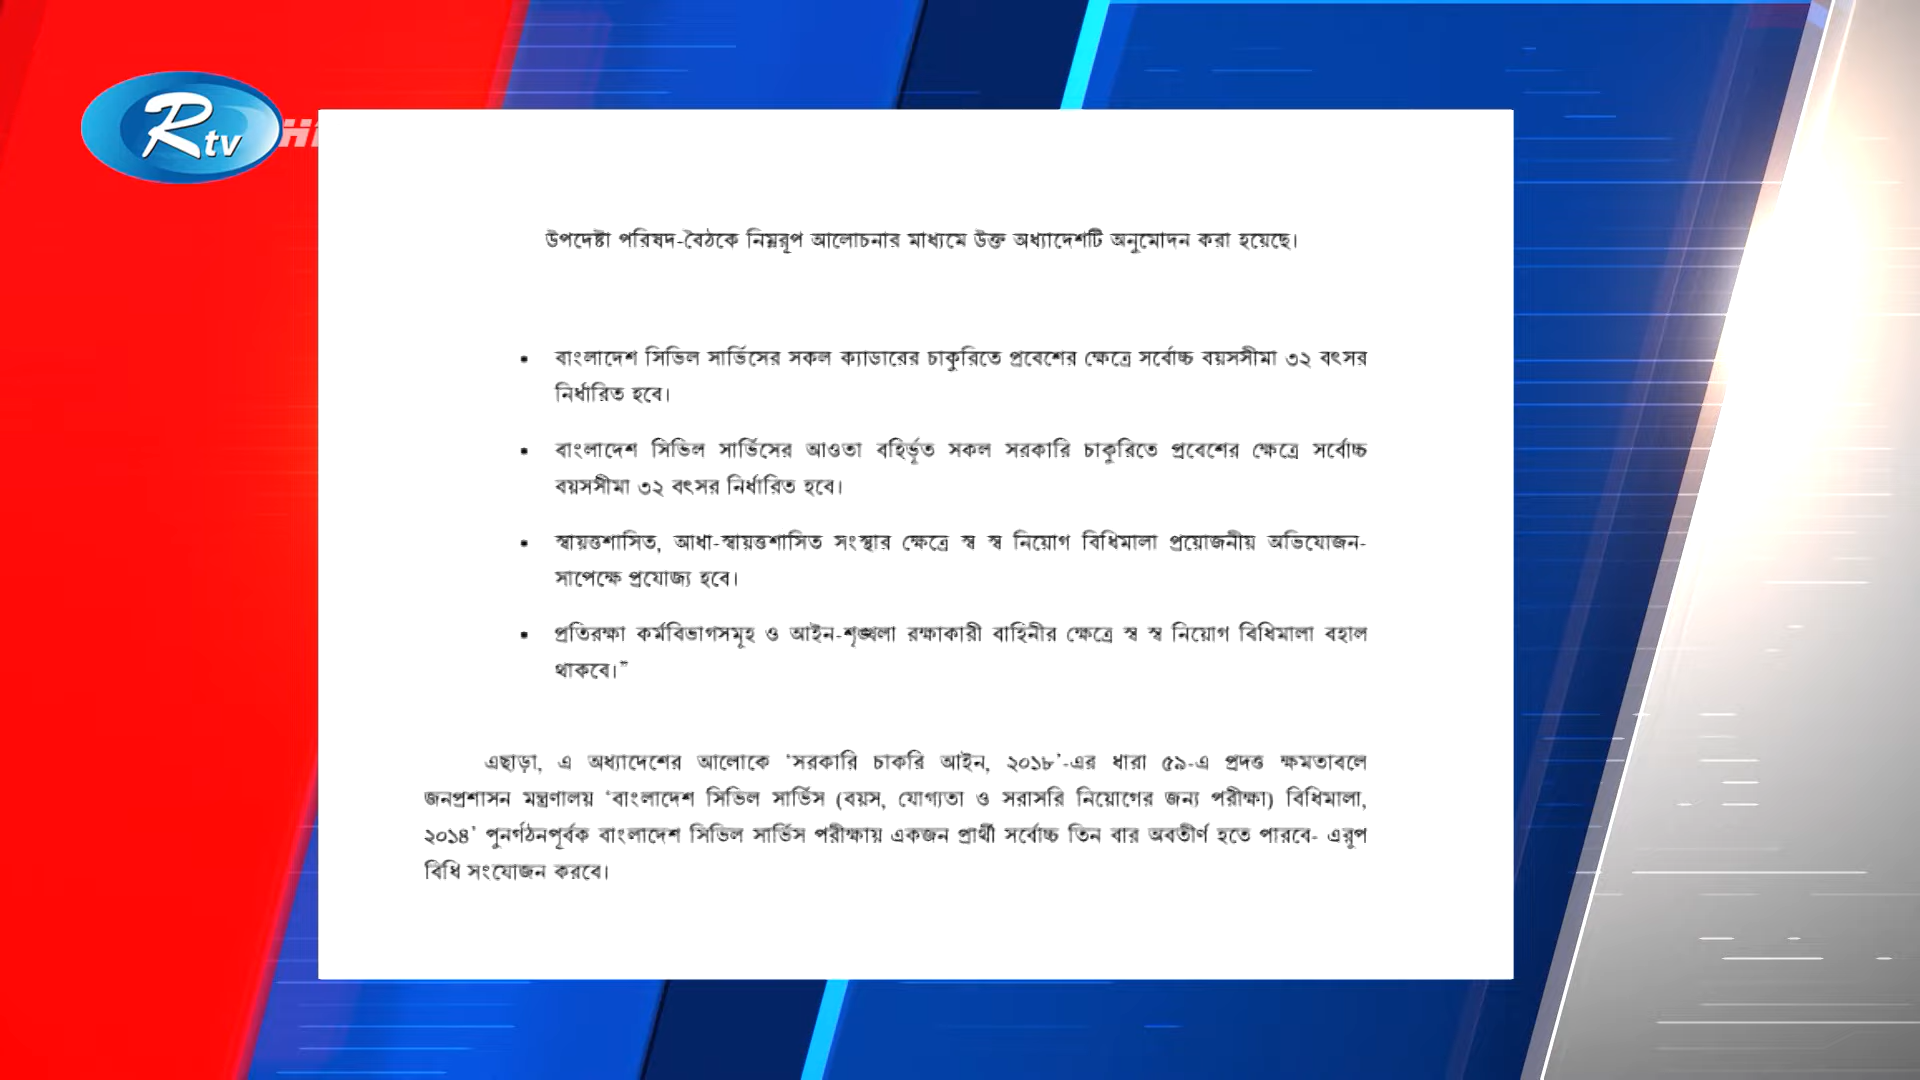 Rtv
উপদেষ্টা পরিষদ-বৈঠকে নিম্নরূপ আলোচনার মাধ্যমে উক্ত অধ্যাদেশটি অনুমোদন করা হয়েছে।
▪ বাংলাদেশ সিভিল সার্ভিসের সকল ক্যাডারের চাকুরিতে প্রবেশের ক্ষেত্রে সর্বোচ্চ বয়সসীমা ৩২ বৎসর
নির্ধারিত হবে।
▪ বাংলাদেশ সিভিল সার্ভিসের আওতা বহির্ভূত সকল সরকারি চাকুরিতে প্রবেশের ক্ষেত্রে সর্বোচ্চ
বয়সসীমা ৩২ বৎসর নির্ধারিত হবে।
▪ স্বায়ত্তশাসিত, আধা-স্বায়ত্তশাসিত সংস্থার ক্ষেত্রে স্ব স্ব নিয়োগ বিধিমালা প্রয়োজনীয় অভিযোজন-
সাপেক্ষে প্রযোজ্য হবে।
▪ প্রতিরক্ষা কর্মবিভাগসমূহ ও আইন-শৃঙ্খলা রক্ষাকারী বাহিনীর ক্ষেত্রে স্ব স্ব নিয়োগ বিধিমালা বহাল
থাকবে।”
এছাড়া, এ অধ্যাদেশের আলোকে ‘সরকারি চাকরি আইন, ২০১৮’-এর ধারা ৫৯-এ প্রদত্ত ক্ষমতাবলে
জনপ্রশাসন মন্ত্রণালয় ‘বাংলাদেশ সিভিল সার্ভিস (বয়স, যোগ্যতা ও সরাসরি নিয়োগের জন্য পরীক্ষা) বিধিমালা,
২০১৪’ পুনর্গঠনপূর্বক বাংলাদেশ সিভিল সার্ভিস পরীক্ষায় একজন প্রার্থী সর্বোচ্চ তিন বার অবতীর্ণ হতে পারবে- এরূপ
বিধি সংযোজন করবে।